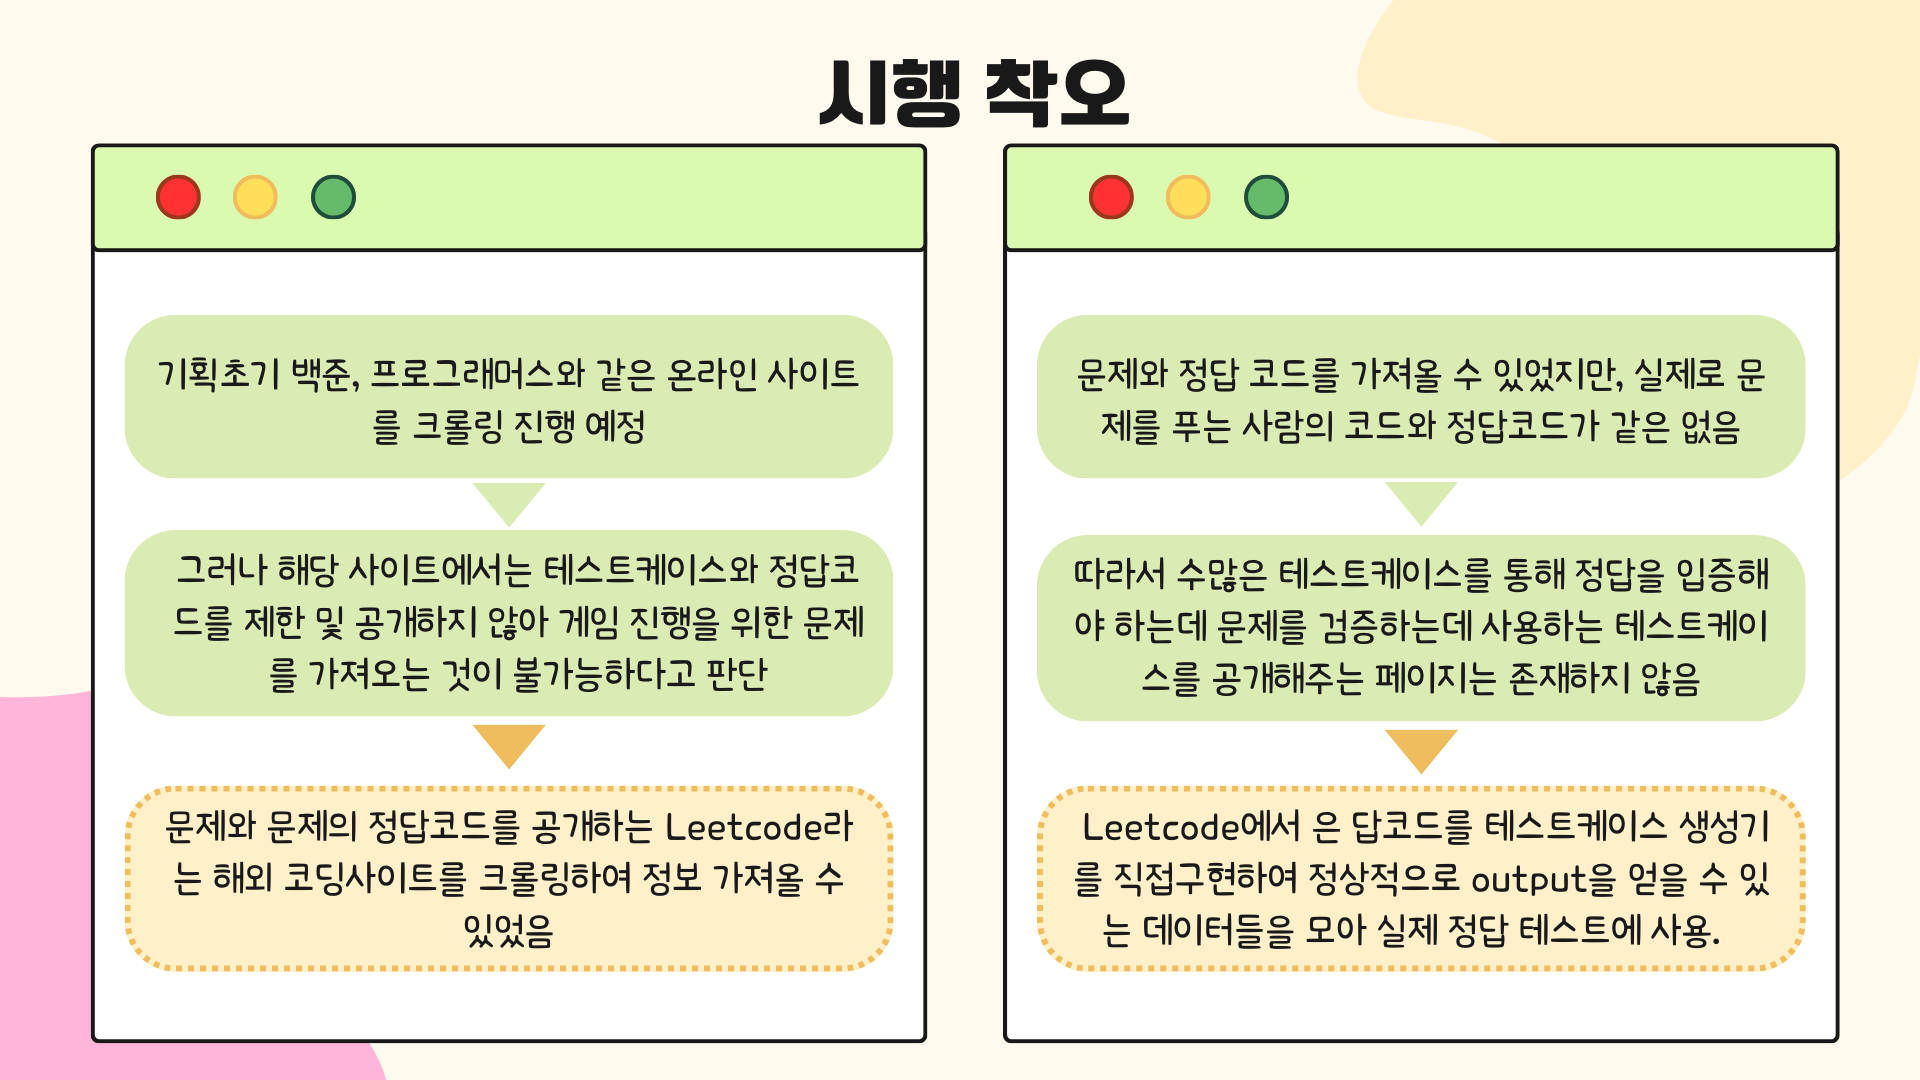 시행 착오
기획초기 백준, 프로그래머스와 같은 온라인 사이트
를 크롤링 진행 예정
그러나 해당 사이트에서는 테스트케이스와 정답코
드를 제한 및 공개하지 않아 게임 진행을 위한 문제
를 가져오는 것이 불가능하다고 판단
문제와 문제의 정답코드를 공개하는 Leetcode라
는 해외 코딩사이트를 크롤링하여 정보 가져올 수
있었음
문제와 정답 코드를 가져올 수 있었지만, 실제로 문
제를 푸는 사람의 코드와 정답코드가 같은 없음
따라서 수많은 테스트케이스를 통해 정답을 입증해
야 하는데 문제를 검증하는데 사용하는 테스트케이
스를 공개해주는 페이지는 존재하지 않음
Leetcode에서 은 답코드를 테스트케이스 생성기
를 직접구현하여 정상적으로 output을 얻을 수 있
는 데이터들을 모아 실제 정답 테스트에 사용.